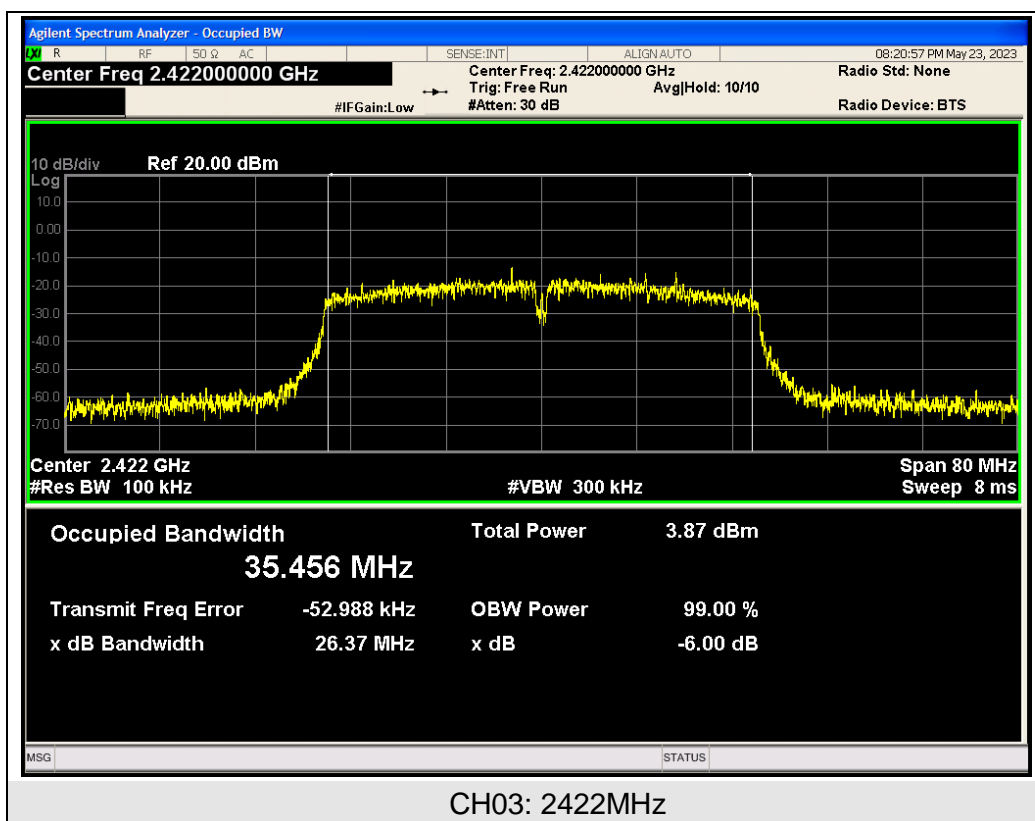 Agilent Spectrum Analyzer - Occupied BW
LXI R RF 50 Ω AC SENSE:INT ALIGN AUTO 08:20:57 PM May 23, 2023
Center Freq 2.422000000 GHz Center Freq: 2.422000000 GHz Radio Std: None
Trig: Free Run Avg|Hold: 10/10
#IFGain:Low #Atten: 30 dB Radio Device: BTS
10 dB/div Ref 20.00 dBm
Log
10.0
0.00
-10.0
-20.0
-30.0
-40.0
-50.0
-60.0
-70.0
Center 2.422 GHz Span 80 MHz
#Res BW 100 kHz #VBW 300 kHz Sweep 8 ms
Occupied Bandwidth Total Power 3.87 dBm
35.456 MHz
Transmit Freq Error -52.988 kHz OBW Power 99.00 %
x dB Bandwidth 26.37 MHz x dB -6.00 dB
MSG STATUS
CH03: 2422MHz